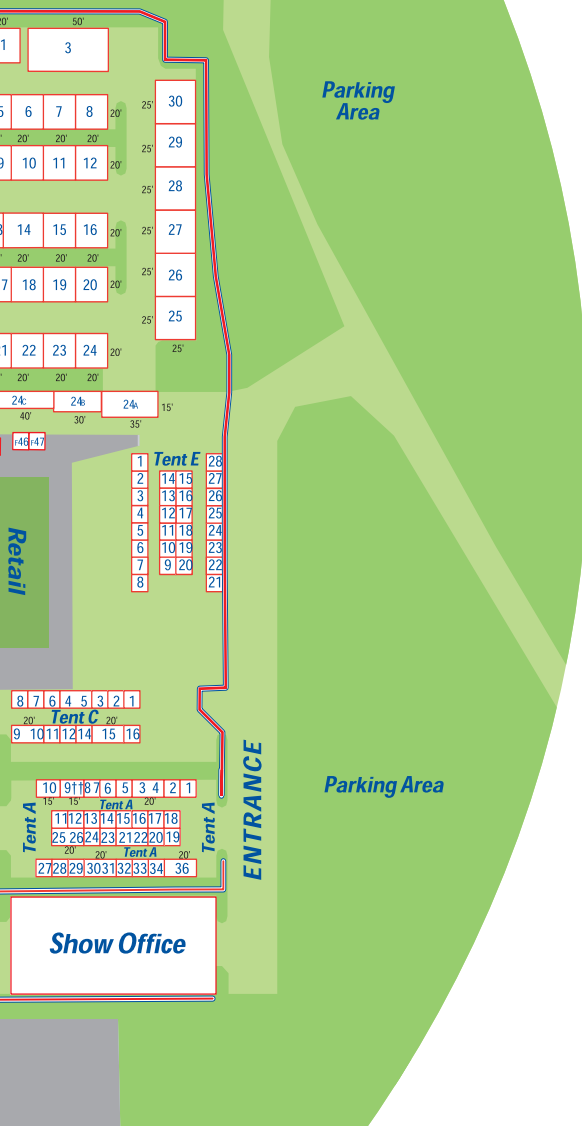 20' 50'
1 3
Parking
Area
5 6 7 8 20'
' 20' 20' 20'
9 10 11 12 20'
25' 30
25' 29
25' 28
25' 27
25' 26
25' 25
25'
3 14 15 16 20'
20' 20' 20'
7 18 19 20 20'
21 22 23 24 20'
20' 20' 20'
24C 24B 24A 15'
40' 30' 35'
F46 F47
Tent E
1 28
2 14 15 27
3 13 16 26
4 12 17 25
5 11 18 24
6 10 19 23
7 9 20 22
8 21
Retail
8 7 6 4 5 3 2 1
20' Tent C 20'
9 10 11 12 14 15 16
ENTRANCE
Parking Area
10 9†† 8 7 6 5 3 4 2 1
15' 15' 20'
Tent A
Tent A
Tent A
11 12 13 14 15 16 17 18
25 26 24 23 21 22 20 19
20' 20' Tent A 20'
27 28 29 30 31 32 33 34 36
Show Office